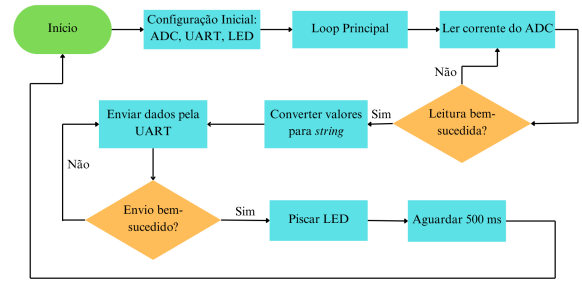 Início
Configuração Inicial:
ADC, UART, LED
Loop Principal
Ler corrente do ADC
Não
Leitura bem-
sucedida?
Sim
Converter valores
para string
Enviar dados pela
UART
Não
Envio bem-
sucedido?
Sim
Piscar LED
Aguardar 500 ms